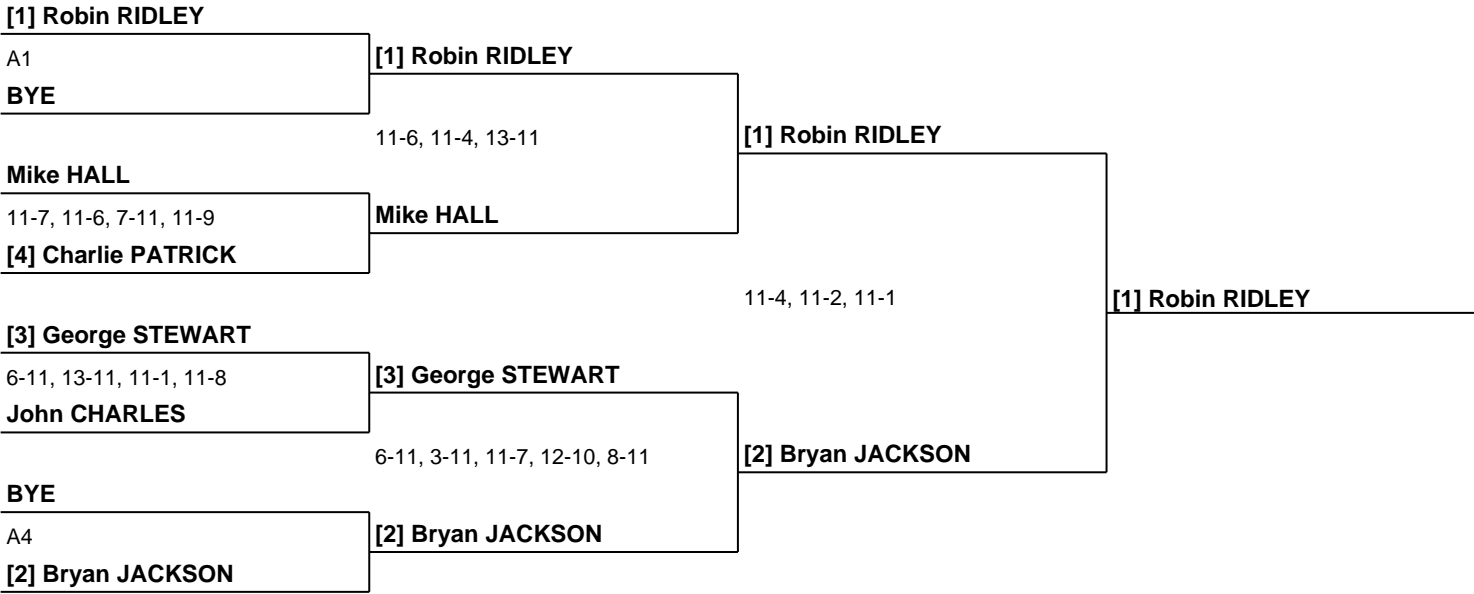 [1] Robin RIDLEY
A1
[1] Robin RIDLEY
BYE
11-6, 11-4, 13-11
[1] Robin RIDLEY
Mike HALL
11-7, 11-6, 7-11, 11-9
Mike HALL
[4] Charlie PATRICK
11-4, 11-2, 11-1
[1] Robin RIDLEY
[3] George STEWART
6-11, 13-11, 11-1, 11-8
[3] George STEWART
John CHARLES
6-11, 3-11, 11-7, 12-10, 8-11
[2] Bryan JACKSON
BYE
A4
[2] Bryan JACKSON
[2] Bryan JACKSON